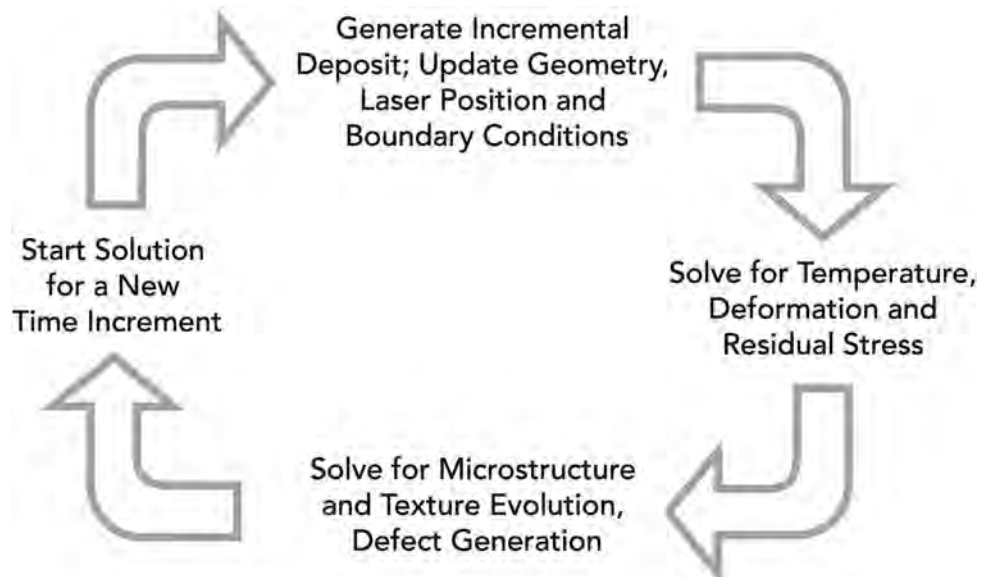 Generate Incremental
Deposit; Update Geometry,
Laser Position and
Boundary Conditions
Solve for Temperature,
Deformation and
Residual Stress
Solve for Microstructure
and Texture Evolution,
Defect Generation
Start Solution
for a New
Time Increment